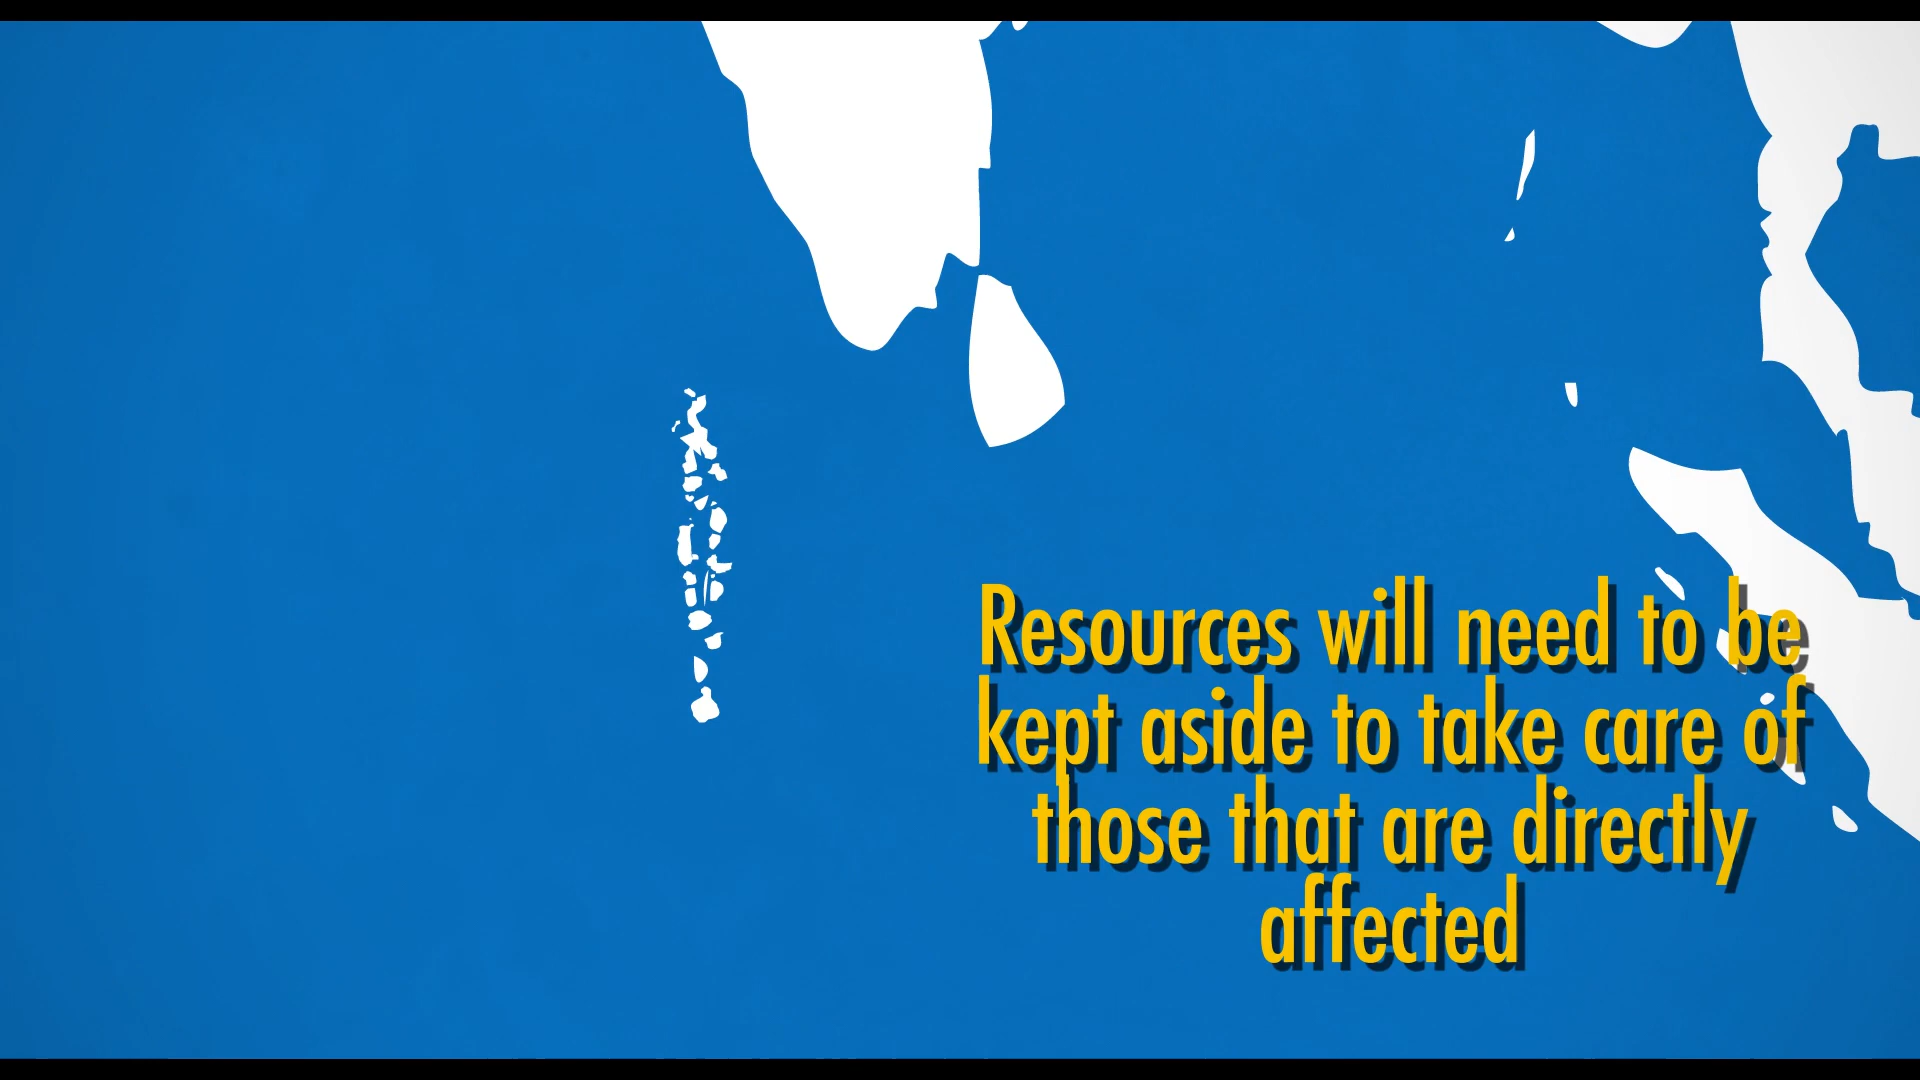 Resources will need to be
kept aside to take care of
those that are directly
affected